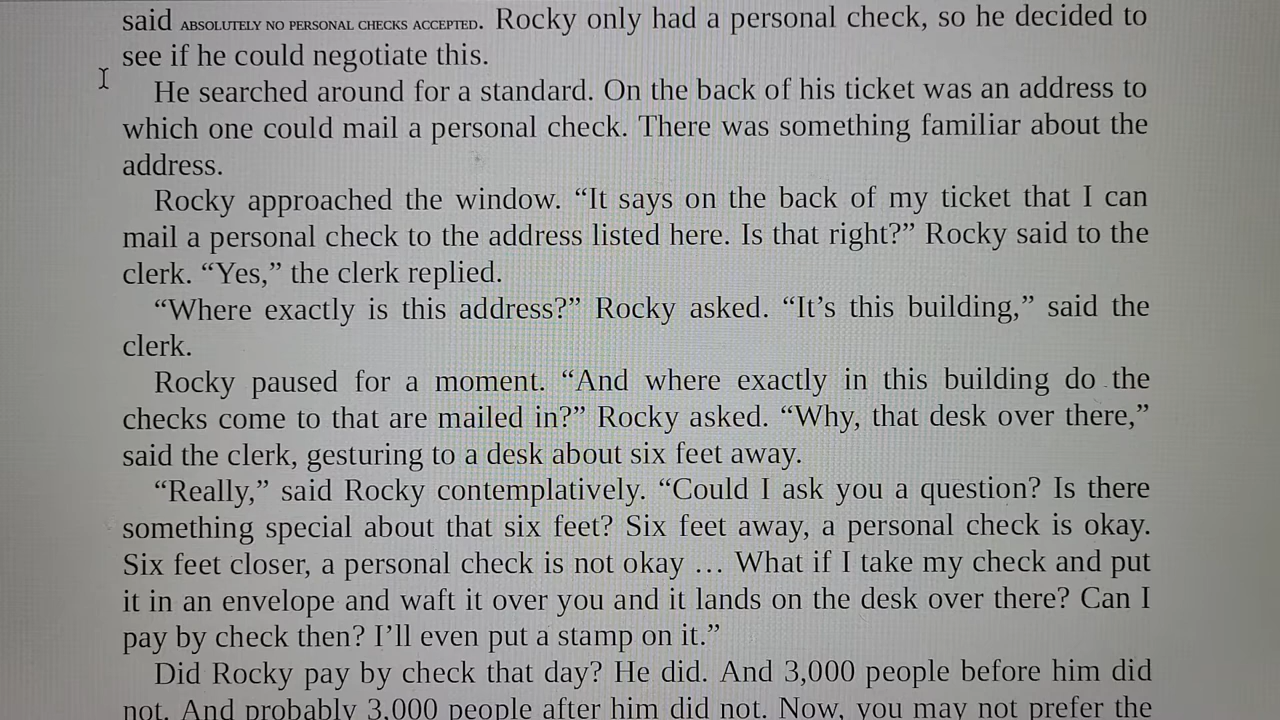 said ABSOLUTELY NO PERSONAL CHECKS ACCEPTED. Rocky only had a personal check, so he decided to
see if he could negotiate this.
He searched around for a standard. On the back of his ticket was an address to
which one could mail a personal check. There was something familiar about the
address.
Rocky approached the window. “It says on the back of my ticket that I can
mail a personal check to the address listed here. Is that right?” Rocky said to the
clerk. “Yes,” the clerk replied.
“Where exactly is this address?” Rocky asked. “It’s this building,” said the
clerk.
Rocky paused for a moment. “And where exactly in this building do the
checks come to that are mailed in?” Rocky asked. “Why, that desk over there,”
said the clerk, gesturing to a desk about six feet away.
“Really,” said Rocky contemplatively. “Could I ask you a question? Is there
something special about that six feet? Six feet away, a personal check is okay.
Six feet closer, a personal check is not okay … What if I take my check and put
it in an envelope and waft it over you and it lands on the desk over there? Can I
pay by check then? I’ll even put a stamp on it.”
Did Rocky pay by check that day? He did. And 3,000 people before him did
not. And probably 3,000 people after him did not. Now, you may not prefer the